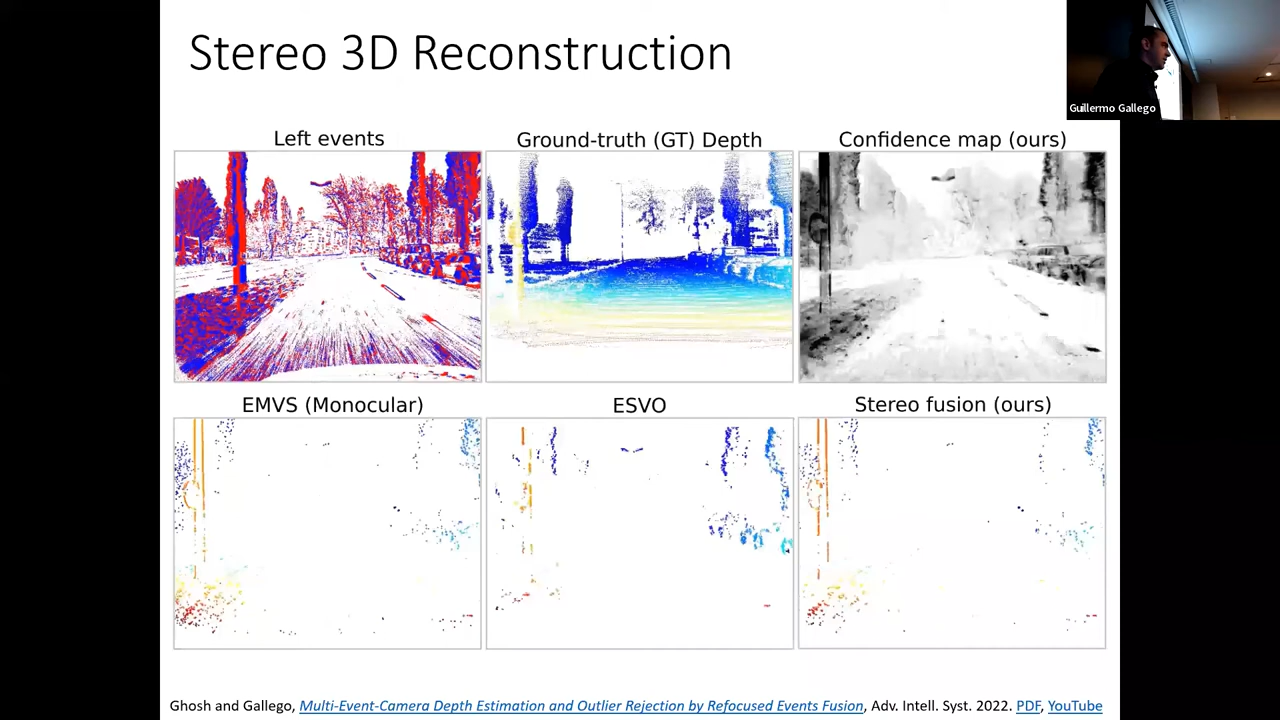 Stereo 3D Reconstruction
Guillermo Gallego
Left events
Ground-truth (GT) Depth
Confidence map (ours)
EMVS (Monocular)
ESVO
Stereo fusion (ours)
Ghosh and Gallego, Multi-Event-Camera Depth Estimation and Outlier Rejection by Refocused Events Fusion, Adv. Intell. Syst. 2022. PDF, YouTube